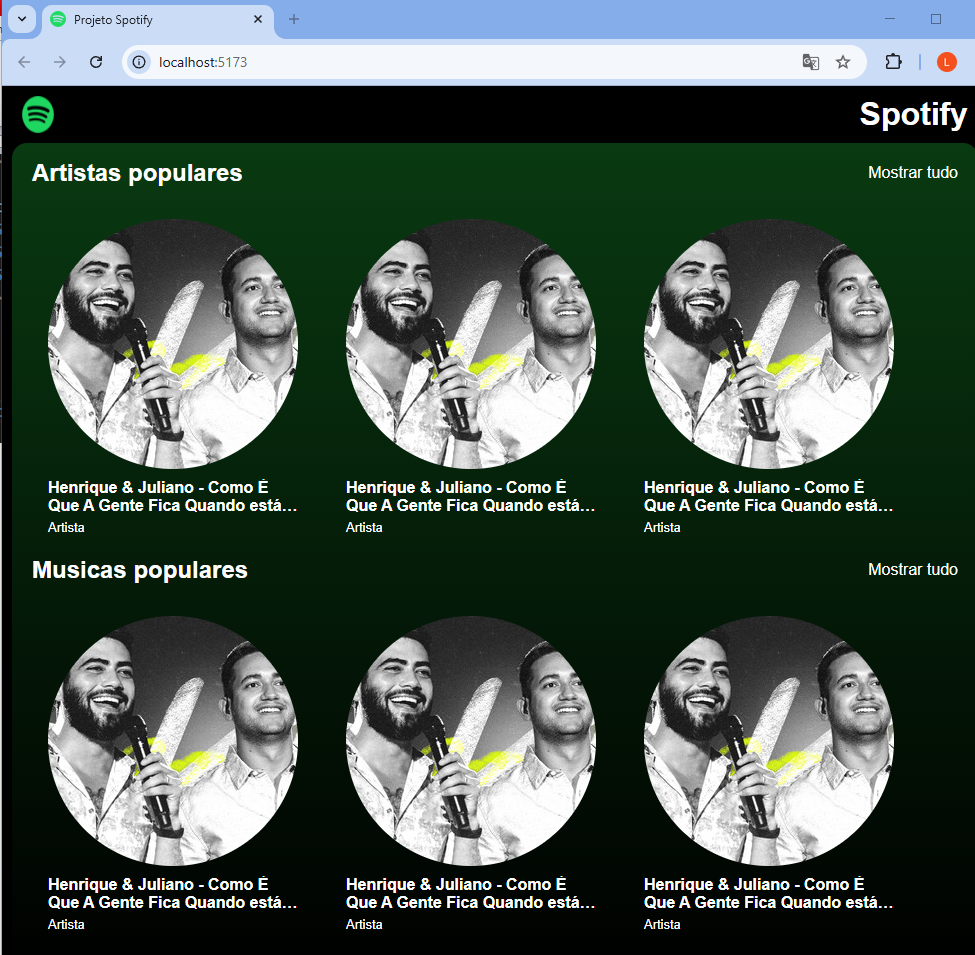 Projeto Spotify
localhost:5173
L
Spotify
Artistas populares
Mostrar tudo
Henrique & Juliano - Como É
Que A Gente Fica Quando está...
Artista
Henrique & Juliano - Como É
Que A Gente Fica Quando está...
Artista
Henrique & Juliano - Como É
Que A Gente Fica Quando está...
Artista
Musicas populares
Mostrar tudo
Henrique & Juliano - Como É
Que A Gente Fica Quando está...
Artista
Henrique & Juliano - Como É
Que A Gente Fica Quando está...
Artista
Henrique & Juliano - Como É
Que A Gente Fica Quando está...
Artista